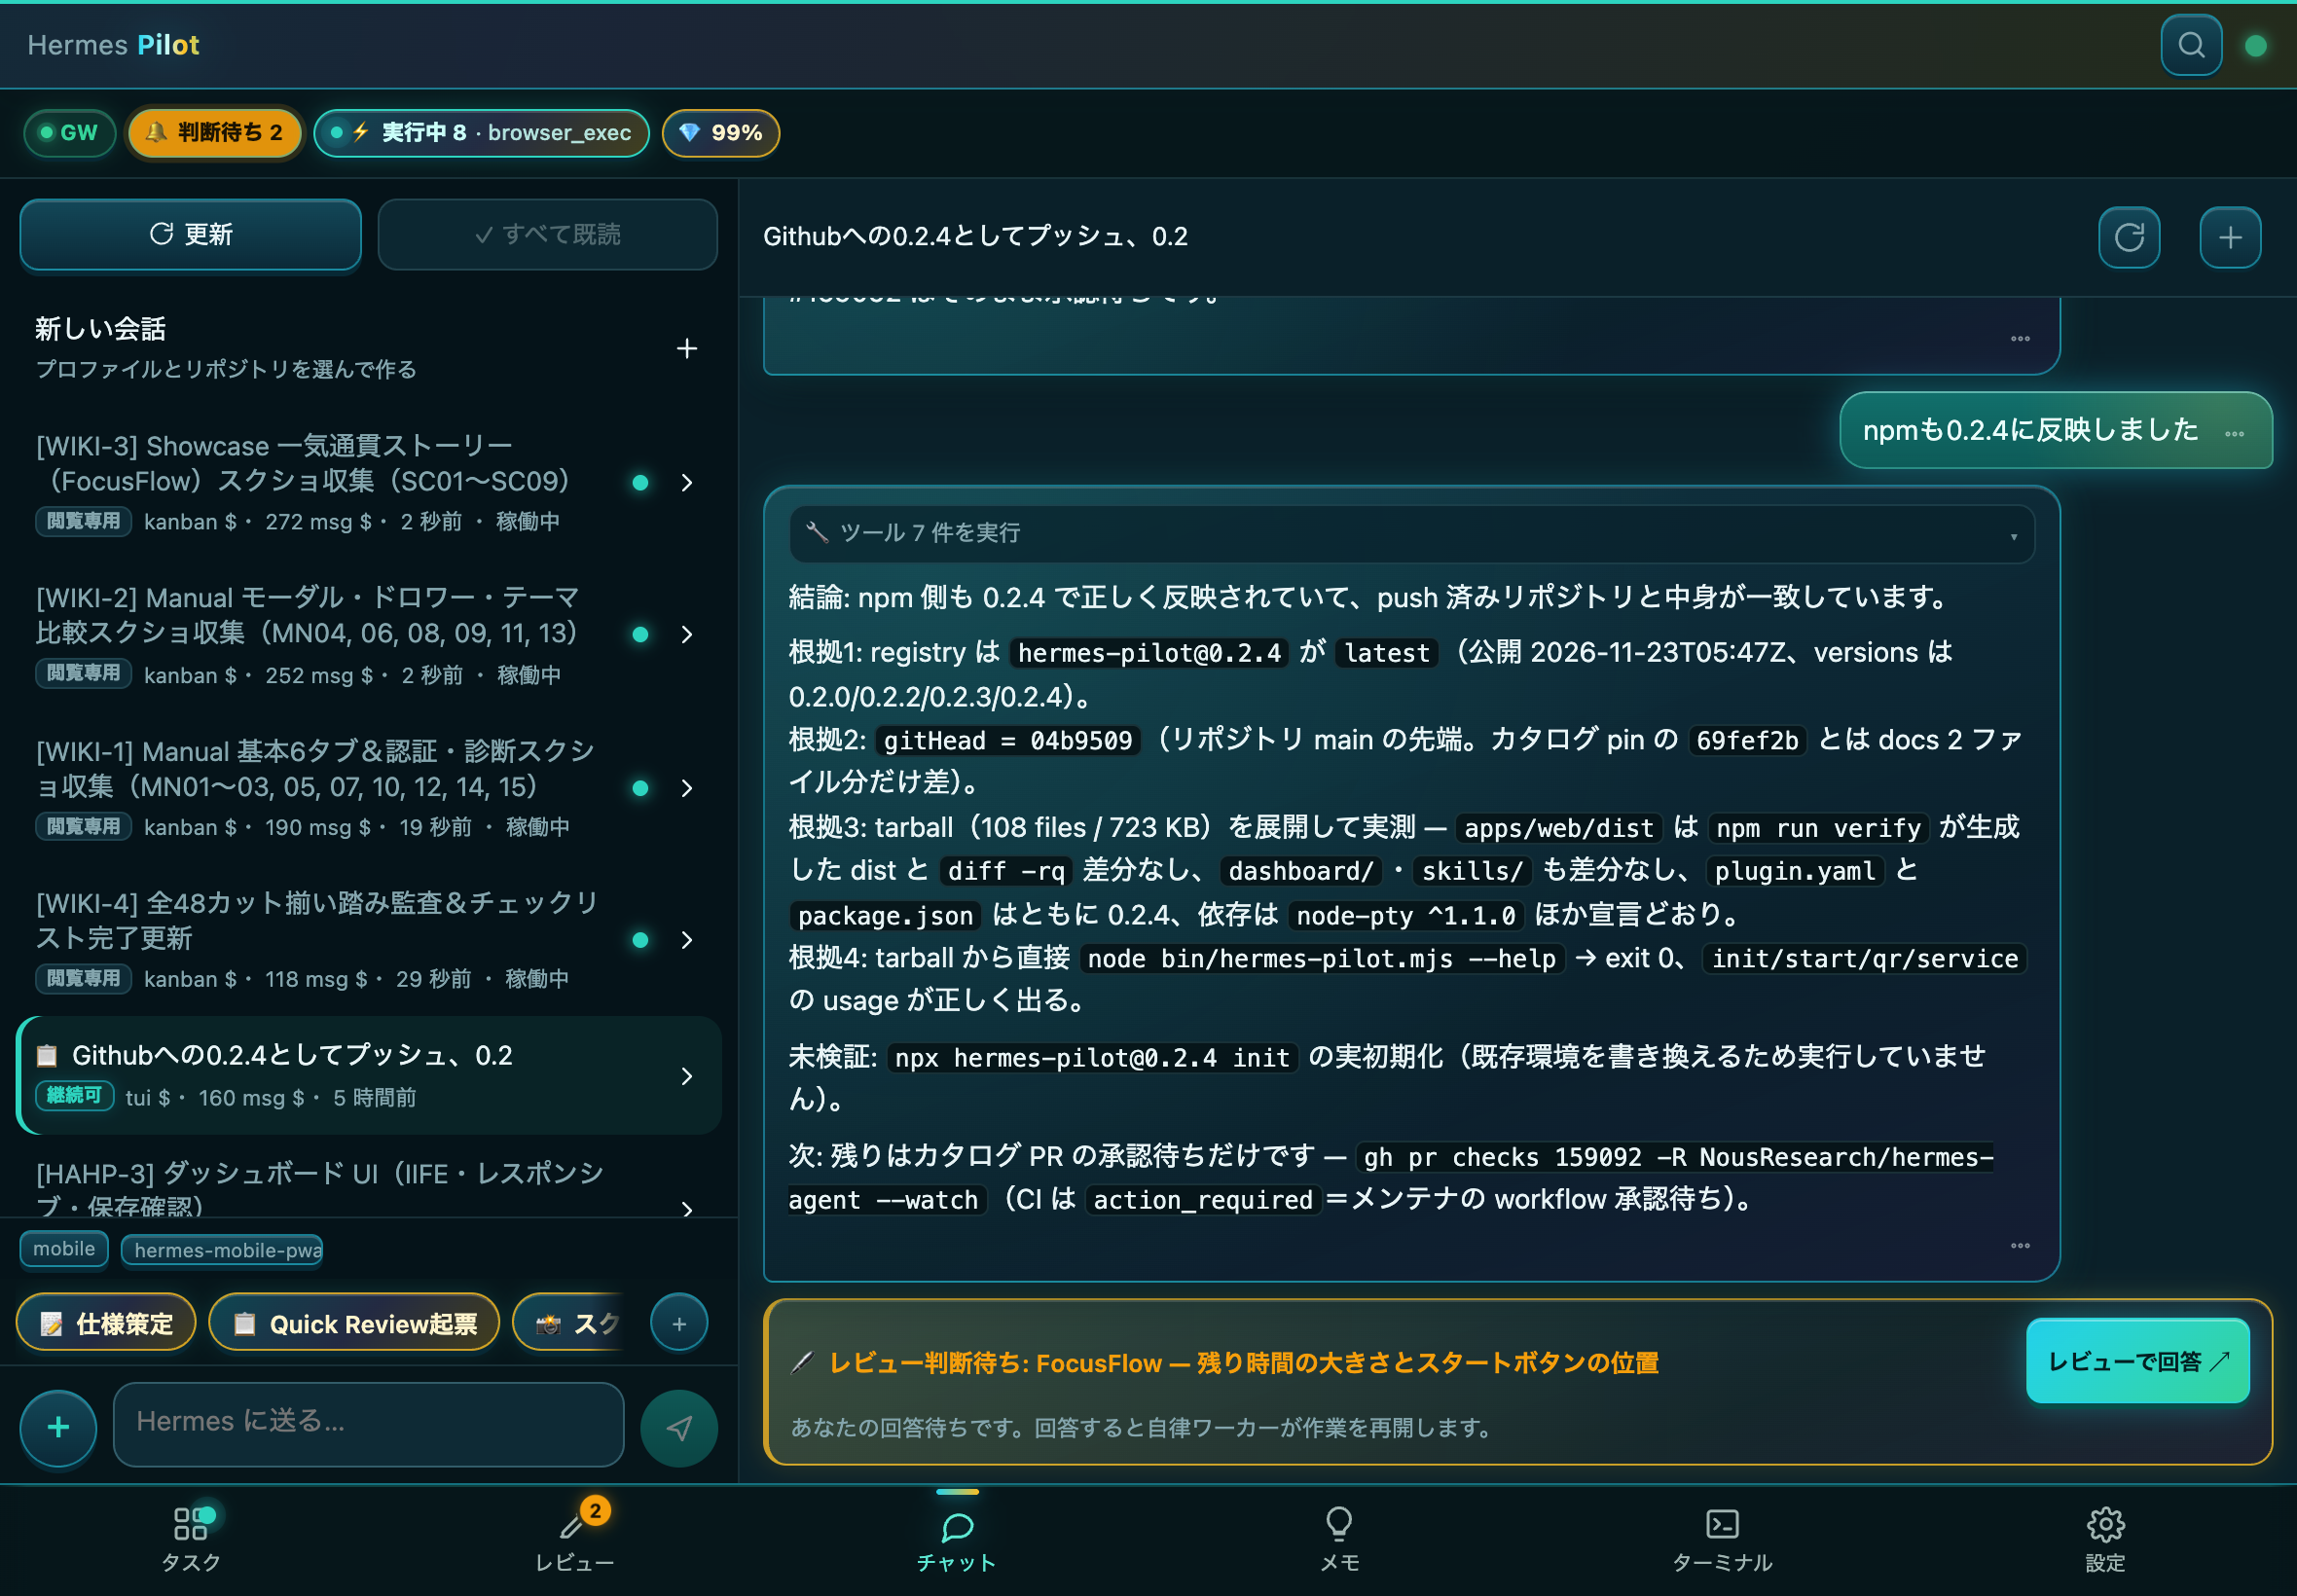 Hermes Pilot
GW
判断待ち 2
実行中 8 · browser_exec
99%
更新
✓ すべて既読
新しい会話
プロファイルとリポジトリを選んで作る
[WIKI-3] Showcase 一気通貫ストーリー
（FocusFlow）スクショ収集（SC01〜SC09）
閲覧専用 kanban $・ 272 msg $・ 2 秒前 ・ 稼働中
[WIKI-2] Manual モーダル・ドロワー・テーマ
比較スクショ収集（MN04, 06, 08, 09, 11, 13）
閲覧専用 kanban $・ 252 msg $・ 2 秒前 ・ 稼働中
[WIKI-1] Manual 基本6タブ＆認証・診断スクシ
ョ収集（MN01〜03, 05, 07, 10, 12, 14, 15）
閲覧専用 kanban $・ 190 msg $・ 19 秒前 ・ 稼働中
[WIKI-4] 全48カット揃い踏み監査＆チェックリ
スト完了更新
閲覧専用 kanban $・ 118 msg $・ 29 秒前 ・ 稼働中
Githubへの0.2.4としてプッシュ、0.2
継続可 tui $・ 160 msg $・ 5 時間前
[HAHP-3] ダッシュボード UI（IIFE・レスポンシ
ブ・保存確認）
mobile
hermes-mobile-pwa
仕様策定
Quick Review起票
スク
Hermes に送る...
Githubへの0.2.4としてプッシュ、0.2
npmも0.2.4に反映しました
ツール 7 件を実行
結論: npm 側も 0.2.4 で正しく反映されていて、push 済みリポジトリと中身が一致しています。
根拠1: registry は hermes-pilot@0.2.4 が latest（公開 2026-11-23T05:47Z、versions は
0.2.0/0.2.2/0.2.3/0.2.4）。
根拠2: gitHead = 04b9509（リポジトリ main の先端。カタログ pin の 69fef2b とは docs 2 ファ
イル分だけ差）。
根拠3: tarball（108 files / 723 KB）を展開して実測 — apps/web/dist は npm run verify が生成
した dist と diff -rq 差分なし、dashboard/・skills/ も差分なし、plugin.yaml と
package.json はともに 0.2.4、依存は node-pty ^1.1.0 ほか宣言どおり。
根拠4: tarball から直接 node bin/hermes-pilot.mjs --help → exit 0、init/start/qr/service
の usage が正しく出る。
未検証: npx hermes-pilot@0.2.4 init の実初期化（既存環境を書き換えるため実行していませ
ん）。
次: 残りはカタログ PR の承認待ちだけです — gh pr checks 159092 -R NousResearch/hermes-
agent --watch（CI は action_required＝メンテナの workflow 承認待ち）。
レビュー判断待ち: FocusFlow — 残り時間の大きさとスタートボタンの位置
レビューで回答 ↗
あなたの回答待ちです。回答すると自律ワーカーが作業を再開します。
タスク
2
レビュー
チャット
メモ
ターミナル
設定